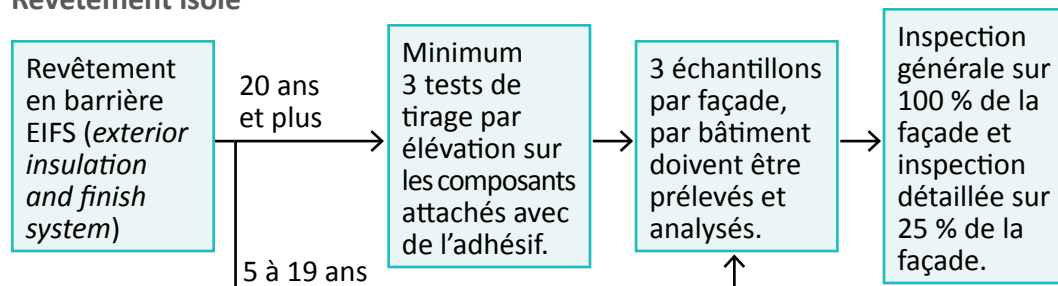 Revêtement isolé
Revêtement
en barrière
EIFS (exterior
insulation
and finish
system)
20 ans
et plus
5 à 19 ans
Minimum
3 tests de
tirage par
élévation sur
les composants
attachés avec
de l'adhésif.
3 échantillons
par façade,
par bâtiment
doivent être
prélevés et
analysés.
Inspection
générale sur
100 % de la
façade et
inspection
détaillée sur
25 % de la
façade.